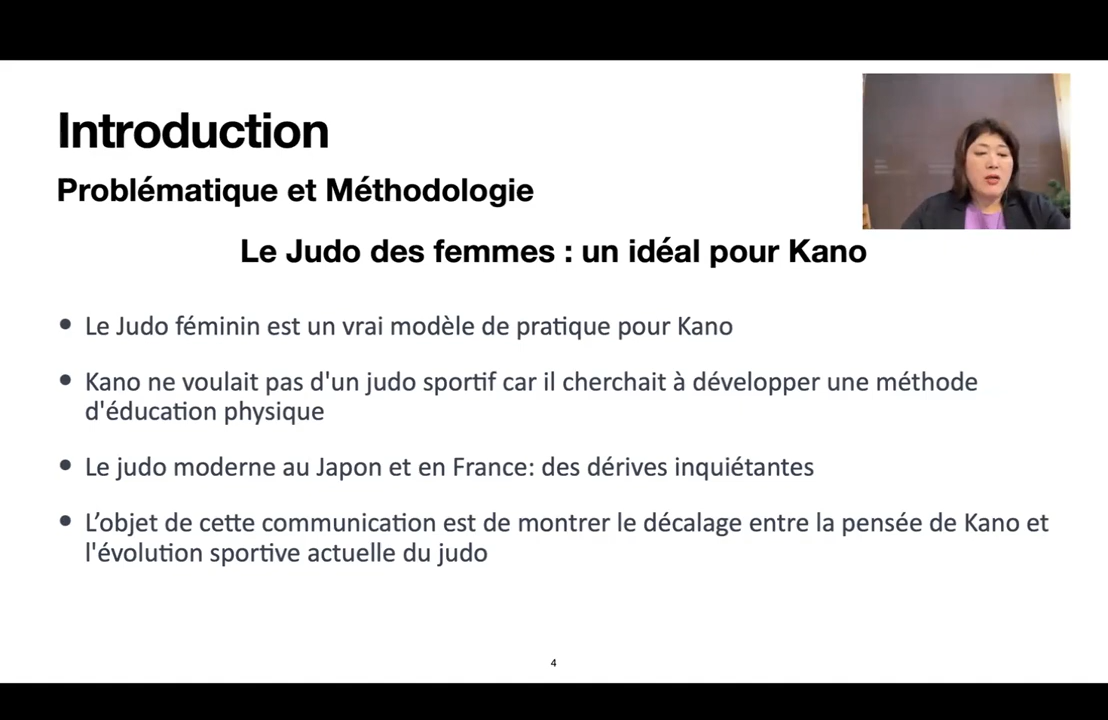 Introduction
Problématique et Méthodologie
Le Judo des femmes : un idéal pour Kano
• Le Judo féminin est un vrai modèle de pratique pour Kano
• Kano ne voulait pas d'un judo sportif car il cherchait à développer une méthode
d'éducation physique
• Le judo moderne au Japon et en France: des dérives inquiétantes
• L’objet de cette communication est de montrer le décalage entre la pensée de Kano et
l'évolution sportive actuelle du judo
4